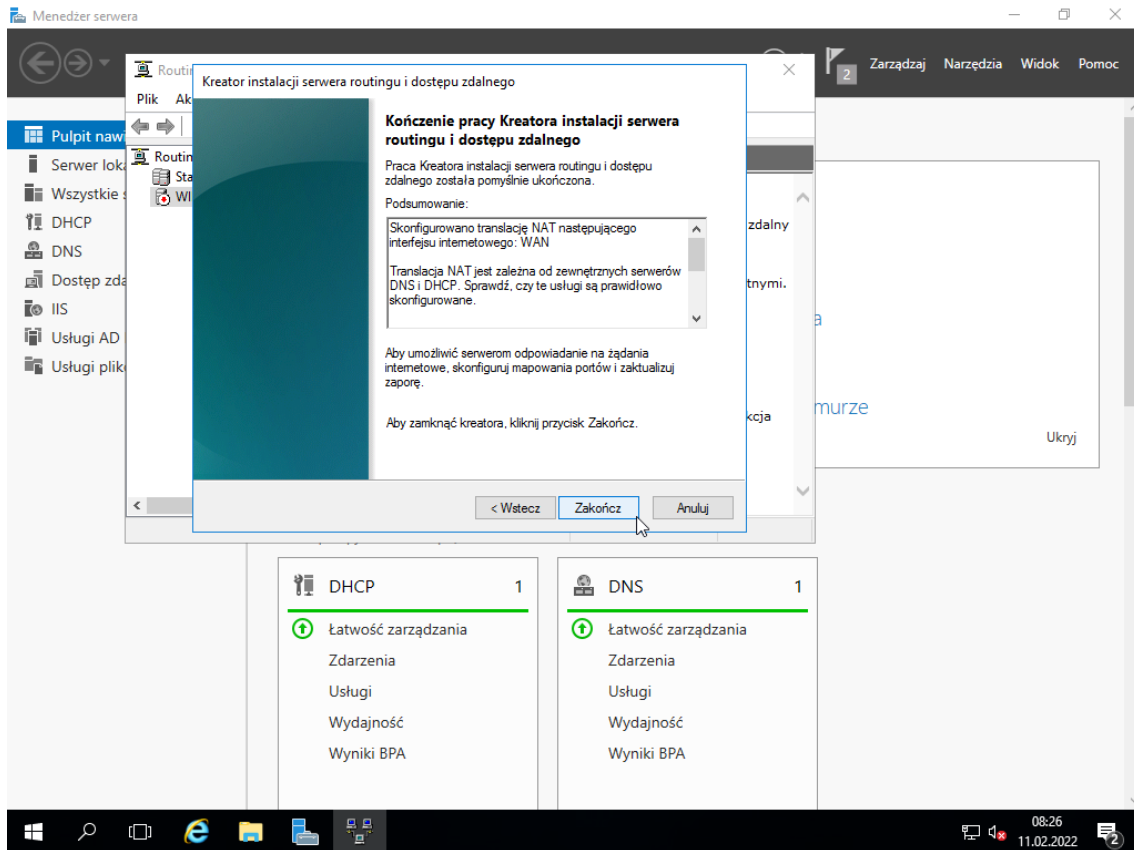 Menedżer serwera
2
Zarządzaj
Narzędzia
Widok
Pomoc
Routin
Plik Ak
Routin
Sta
WI
Kreator instalacji serwera routingu i dostępu zdalnego
Kończenie pracy Kreatora instalacji serwera
routingu i dostępu zdalnego
Praca Kreatora instalacji serwera routingu i dostępu
zdalnego została pomyślnie ukończona.
Podsumowanie:
Skonfigurowano translację NAT następującego
interfejsu internetowego: WAN
Translacja NAT jest zależna od zewnętrznych serwerów
DNS i DHCP. Sprawdź, czy te usługi są prawidłowo
skonfigurowane.
Aby umożliwić serwerom odpowiadanie na żądania
internetowe, skonfiguruj mapowania portów i zaktualizuj
zaporę.
Aby zamknąć kreatora, kliknij przycisk Zakończ.
< Wstecz
Zakończ
Anuluj
zdalny
tnymi.
kcja
a
murze
Ukryj
Pulpit nawi
Serwer loka
Wszystkie s
DHCP
DNS
Dostęp zda
IIS
Usługi AD
Usługi plik
DHCP 1
Łatwość zarządzania
Zdarzenia
Usługi
Wydajność
Wyniki BPA
DNS 1
Łatwość zarządzania
Zdarzenia
Usługi
Wydajność
Wyniki BPA
08:26
11.02.2022
2